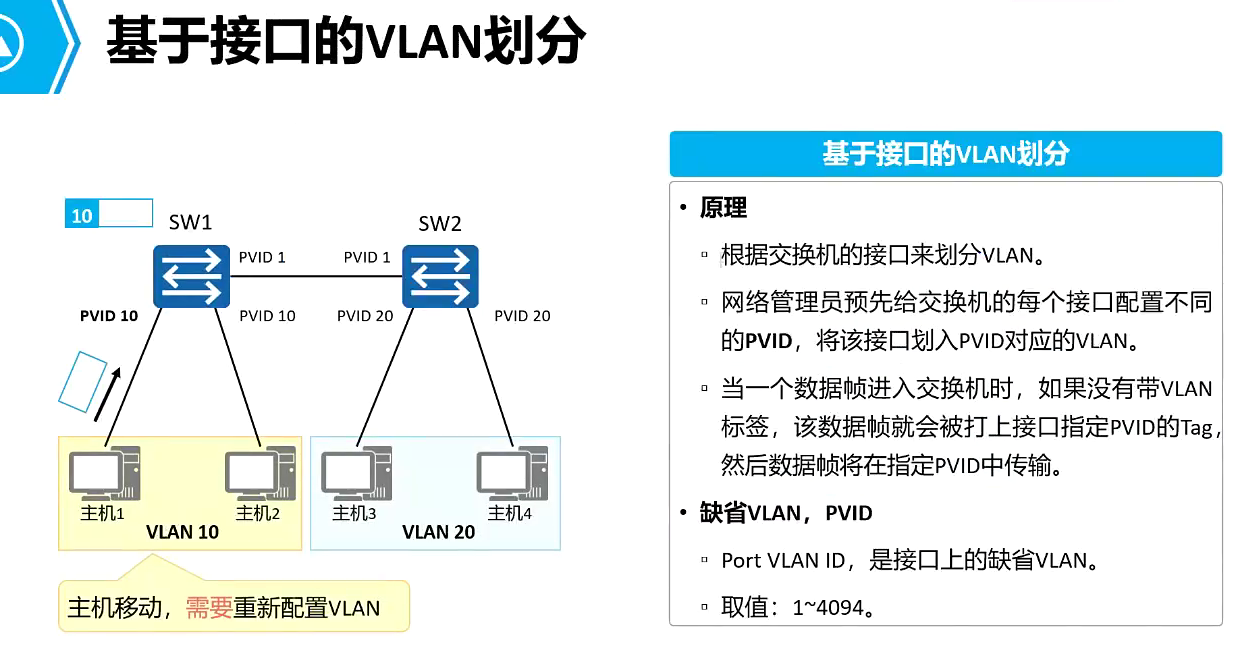 基于接口的VLAN划分
10
SW1
SW2
PVID 1
PVID 1
PVID 10
PVID 10
PVID 20
PVID 20
主机1
主机2
主机3
主机4
VLAN 10
VLAN 20
主机移动，需要重新配置VLAN
基于接口的VLAN划分
• 原理
▫ 根据交换机的接口来划分VLAN。
▫ 网络管理员预先给交换机的每个接口配置不同
的PVID，将该接口划入PVID对应的VLAN。
▫ 当一个数据帧进入交换机时，如果没有带VLAN
标签，该数据帧就会被打上接口指定PVID的Tag，
然后数据帧将在指定PVID中传输。
• 缺省VLAN，PVID
▫ Port VLAN ID，是接口上的缺省VLAN。
▫ 取值：1~4094。